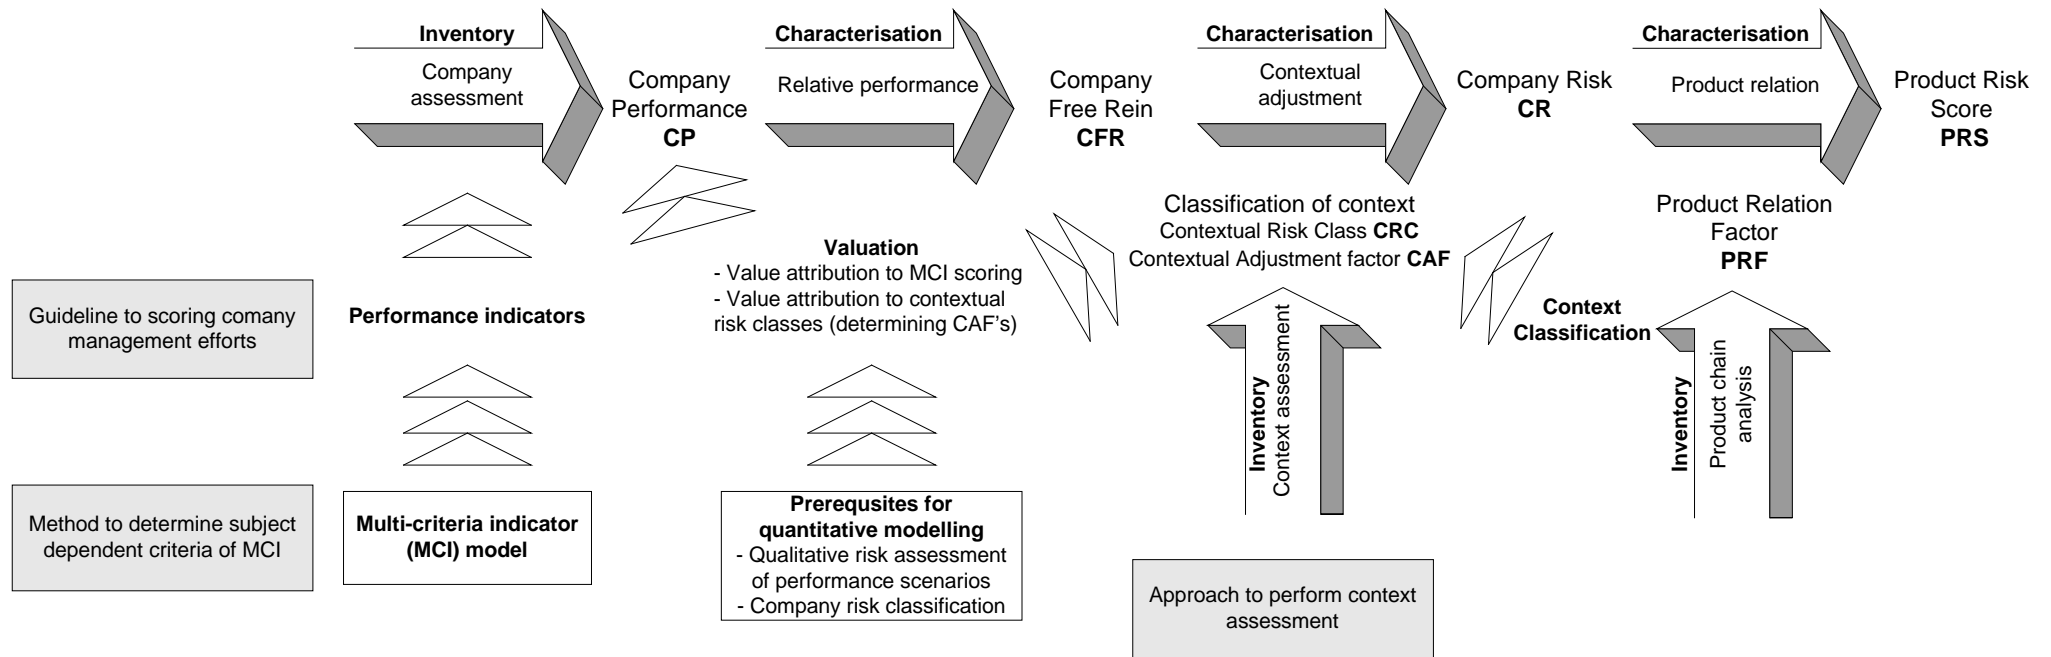 Inventory
Company
assessment
Company
Performance
CP
Characterisation
Relative performance
Company
Free Rein
CFR
Characterisation
Contextual
adjustment
Company Risk
CR
Characterisation
Product relation
Product Risk
Score
PRS
Classification of context
Contextual Risk Class CRC
Contextual Adjustment factor CAF
Product Relation
Factor
PRF
Valuation
- Value attribution to MCI scoring
- Value attribution to contextual
risk classes (determining CAF's)
Guideline to scoring comany
management efforts
Performance indicators
Context
Classification
Inventory
Context assessment
Inventory
Product chain
analysis
Method to determine subject
dependent criteria of MCI
Multi-criteria indicator
(MCI) model
Prerequsites for
quantitative modelling
- Qualitative risk assessment
of performance scenarios
- Company risk classification
Approach to perform context
assessment